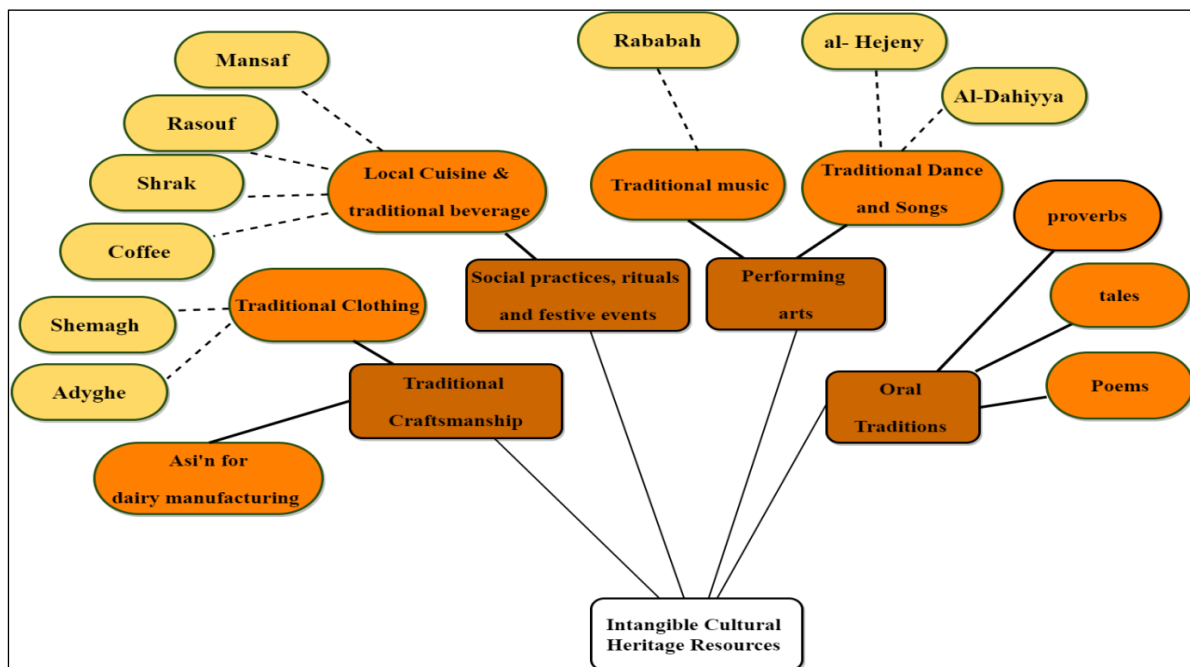 Mansaf
Rababah
al- Hejeny
Al-Dahiyya
Rasouf
Shrak
Coffee
Local Cuisine &
traditional beverage
Traditional music
Traditional Dance
and Songs
proverbs
tales
Poems
Shemagh
Adyghe
Traditional Clothing
Social practices, rituals
and festive events
Performing
arts
Traditional
Craftsmanship
Oral
Traditions
Asi'n for
dairy manufacturing
Intangible Cultural
Heritage Resources